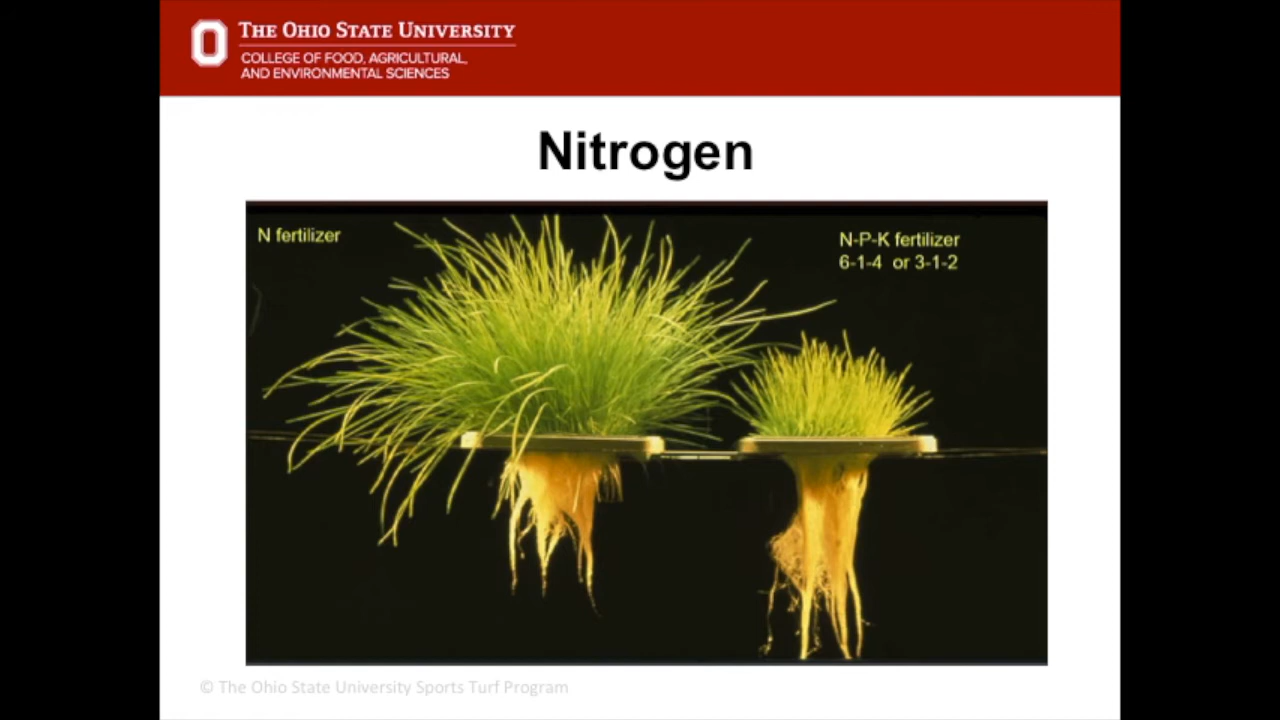 THE OHIO STATE UNIVERSITY
COLLEGE OF FOOD, AGRICULTURAL,
AND ENVIRONMENTAL SCIENCES
Nitrogen
N fertilizer
N-P-K fertilizer
6-1-4 or 3-1-2
© The Ohio State University Sports Turf Program